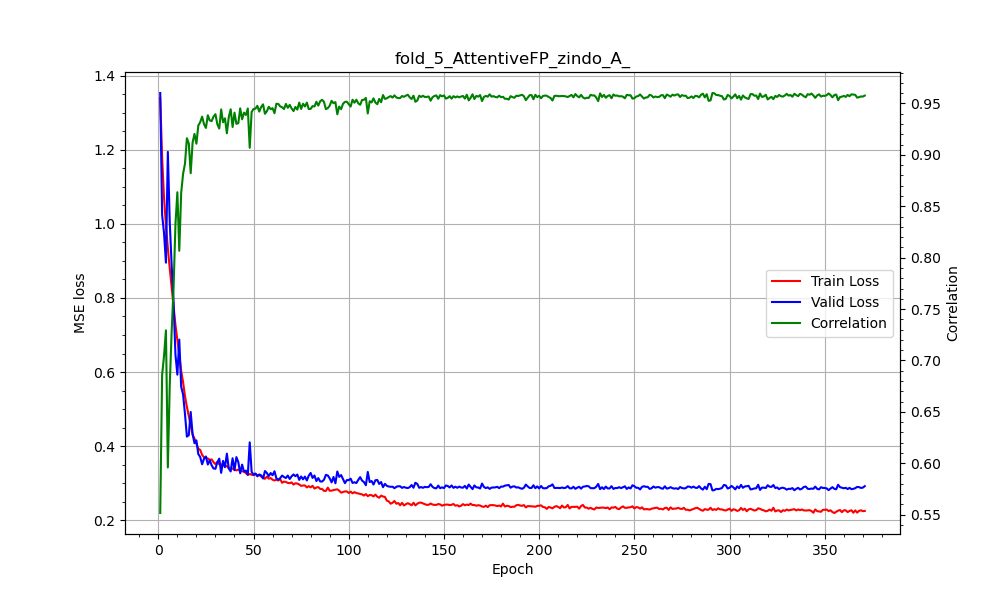 fold_5_AttentiveFP_zindo_A_
MSE loss
1.4
1.2
1.0
0.8
0.6
0.4
0.2
0.95
0.90
0.85
0.80
0.75
0.70
0.65
0.60
0.55
Correlation
Train Loss
Valid Loss
Correlation
0 50 100 150 200 250 300 350
Epoch